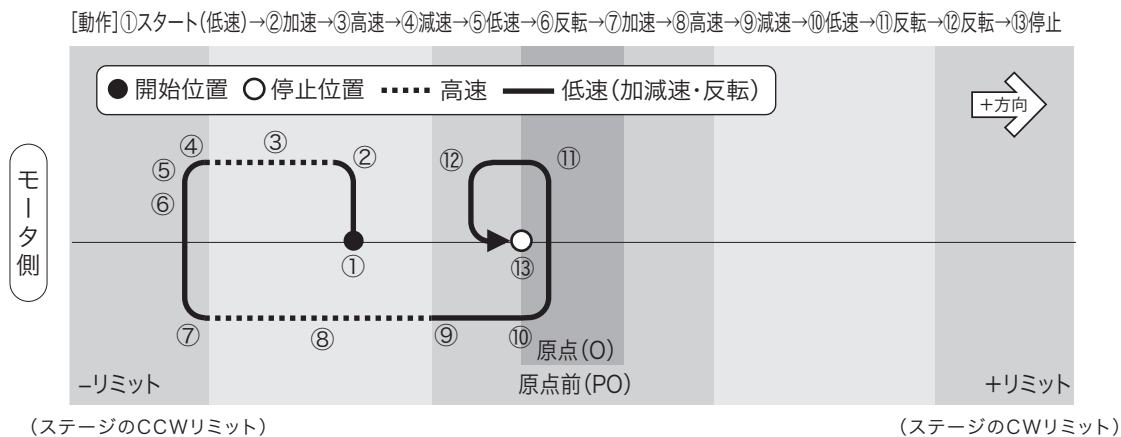 [動作]①スタート(低速)→②加速→③高速→④減速→⑤低速→⑥反転→⑦加速→⑧高速→⑨減速→⑩低速→⑪反転→⑫反転→⑬停止
開始位置 停止位置 高速 低速(加減速・反転)
+方向
モータ側
④ ③ ② ⑫ ⑪
⑤
⑥
① ⑬
⑦ ⑧ ⑨ ⑩
原点(O)
–リミット 原点前(PO) +リミット
(ステージのCCWリミット) (ステージのCWリミット)